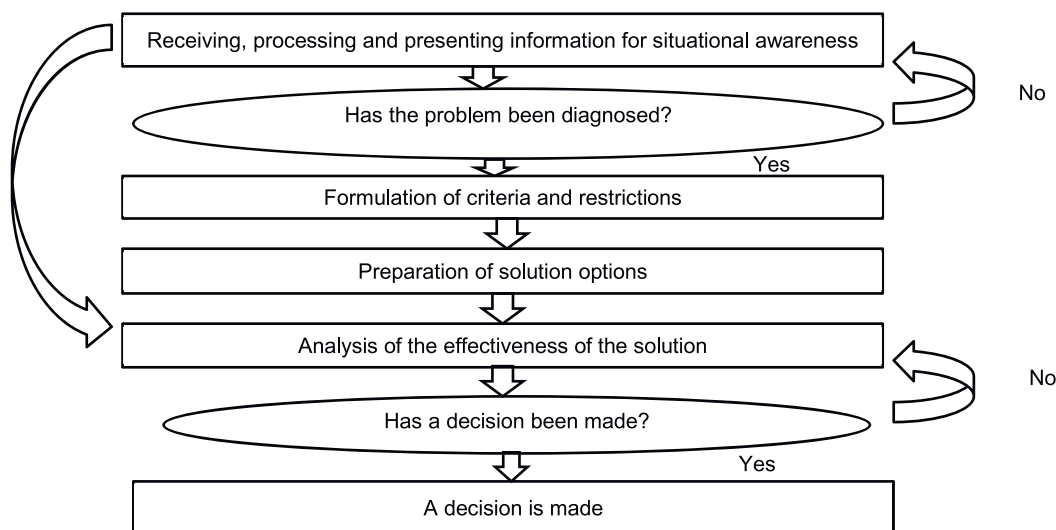 Receiving, processing and presenting information for situational awareness
No
Has the problem been diagnosed?
Yes
Formulation of criteria and restrictions
Preparation of solution options
Analysis of the effectiveness of the solution
No
Has a decision been made?
Yes
A decision is made